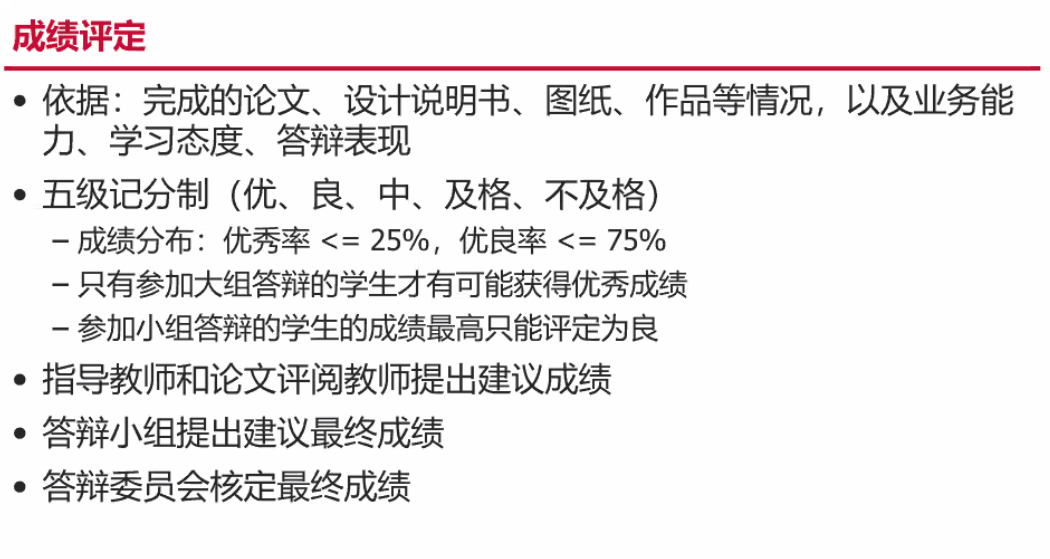 成绩评定
• 依据：完成的论文、设计说明书、图纸、作品等情况，以及业务能
力、学习态度、答辩表现
• 五级记分制（优、良、中、及格、不及格）
– 成绩分布：优秀率 <= 25%，优良率 <= 75%
– 只有参加大组答辩的学生才有可能获得优秀成绩
– 参加小组答辩的学生的成绩最高只能评定为良
• 指导教师和论文评阅教师提出建议成绩
• 答辩小组提出建议最终成绩
• 答辩委员会核定最终成绩